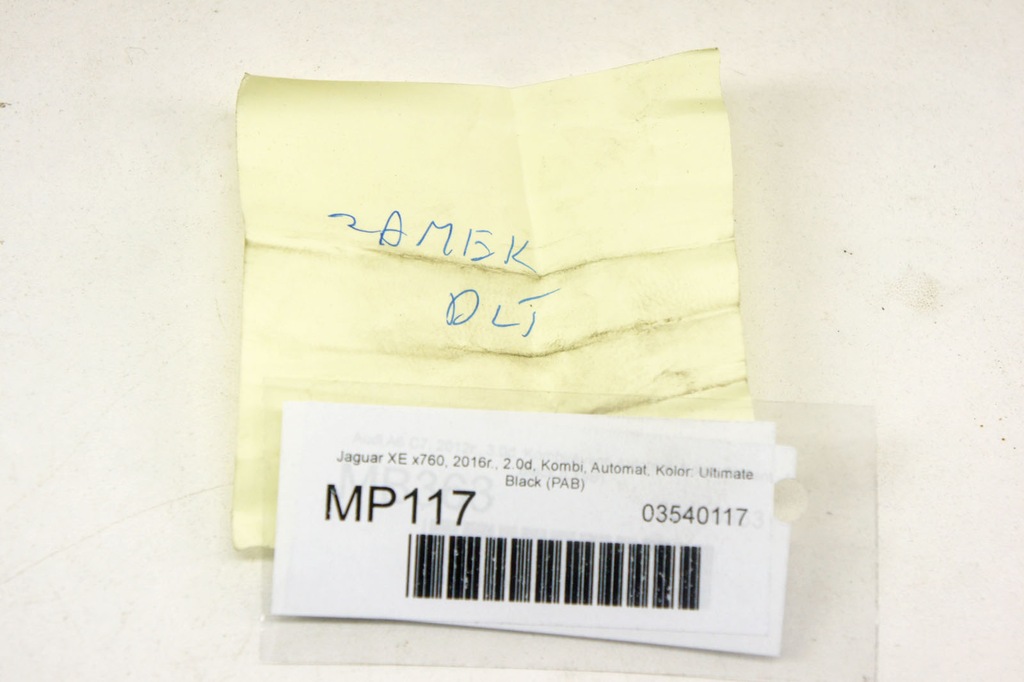 ZAMEK
DLT
Jaguar XE x760, 2016r., 2.0d, Kombi, Automat, Kolor: Ultimate
Black (PAB)
MP117
03540117